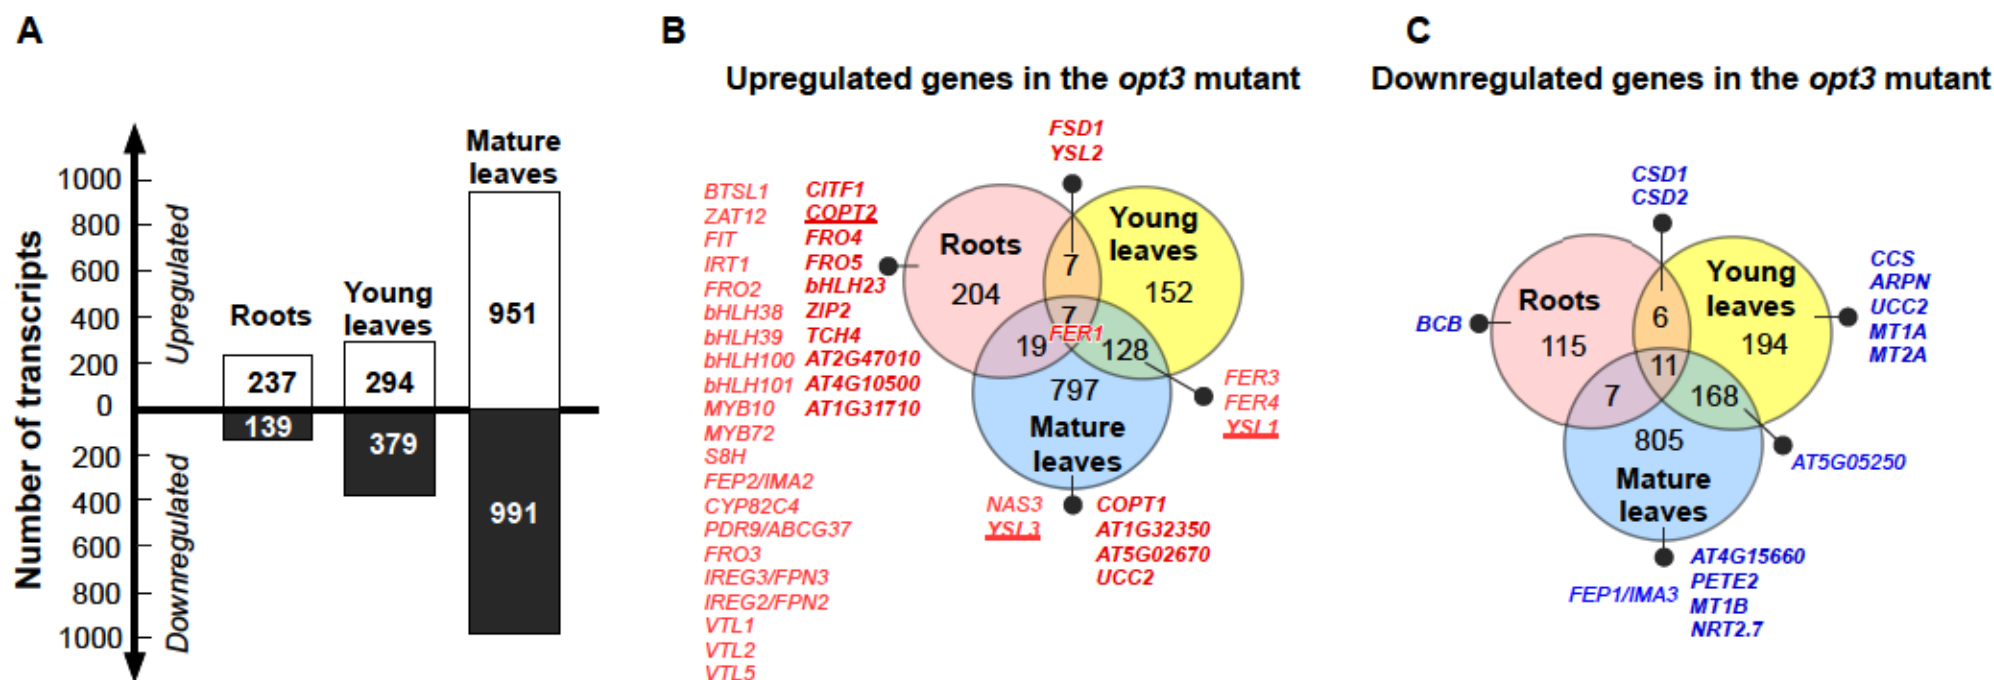 A
Number of transcripts
1000
800
600
400
200
0
200
400
600
800
1000
Upregulated
Downregulated
Roots
237
139
Young
leaves
294
379
Mature
leaves
951
991
B
Upregulated genes in the opt3 mutant
FSD1
YSL2
BTSL1
ZAT12
FIT
IRT1
FRO2
bHLH38
bHLH39
bHLH100
bHLH101
MYB10
MYB72
S8H
FEP2/IMA2
CYP82C4
PDR9/ABCG37
FRO3
IREG3/FPN3
IREG2/FPN2
VTL1
VTL2
VTL5
CITF1
COPT2
FRO4
FRO5
bHLH23
ZIP2
TCH4
AT2G47010
AT4G10500
AT1G31710
Roots
204
7
Young
leaves
152
7
FER1
19
128
797
Mature
leaves
FER3
FER4
YSL1
NAS3
YSL3
COPT1
AT1G32350
AT5G02670
UCC2
C
Downregulated genes in the opt3 mutant
CSD1
CSD2
BCB
Roots
115
6
Young
leaves
194
CCS
ARPN
UCC2
MT1A
MT2A
11
7
168
805
Mature
leaves
AT5G05250
FEP1/IMA3
AT4G15660
PETE2
MT1B
NRT2.7